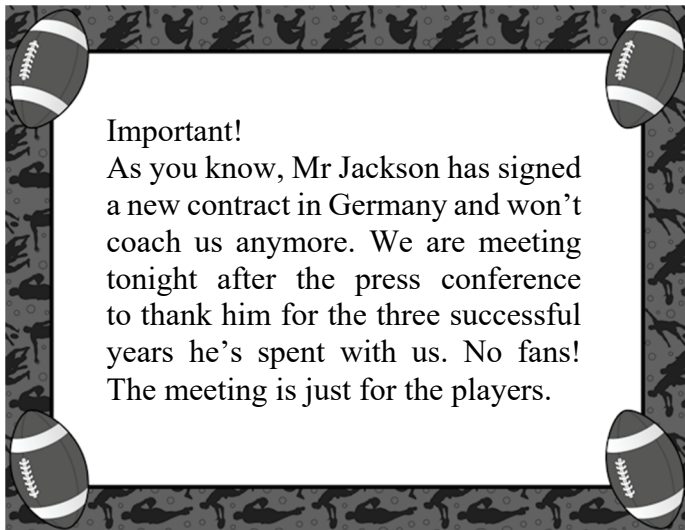 Important!
As you know, Mr Jackson has signed
a new contract in Germany and won’t
coach us anymore. We are meeting
tonight after the press conference
to thank him for the three successful
years he’s spent with us. No fans!
The meeting is just for the players.